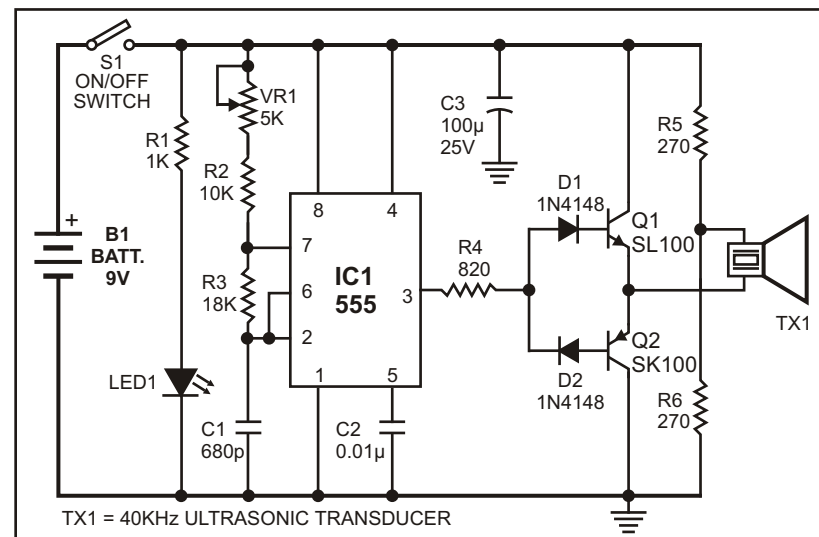 S1
ON/OFF
SWITCH
R1
1K
VR1
5K
R2
10K
R3
18K
+
B1
BATT.
9V
LED1
C1
680p
8
4
7
6
2
3
1
5
IC1
555
C2
0.01µ
C3
100µ
25V
R4
820
D1
1N4148
D2
1N4148
Q1
SL100
Q2
SK100
R5
270
R6
270
TX1
TX1 = 40KHz ULTRASONIC TRANSDUCER